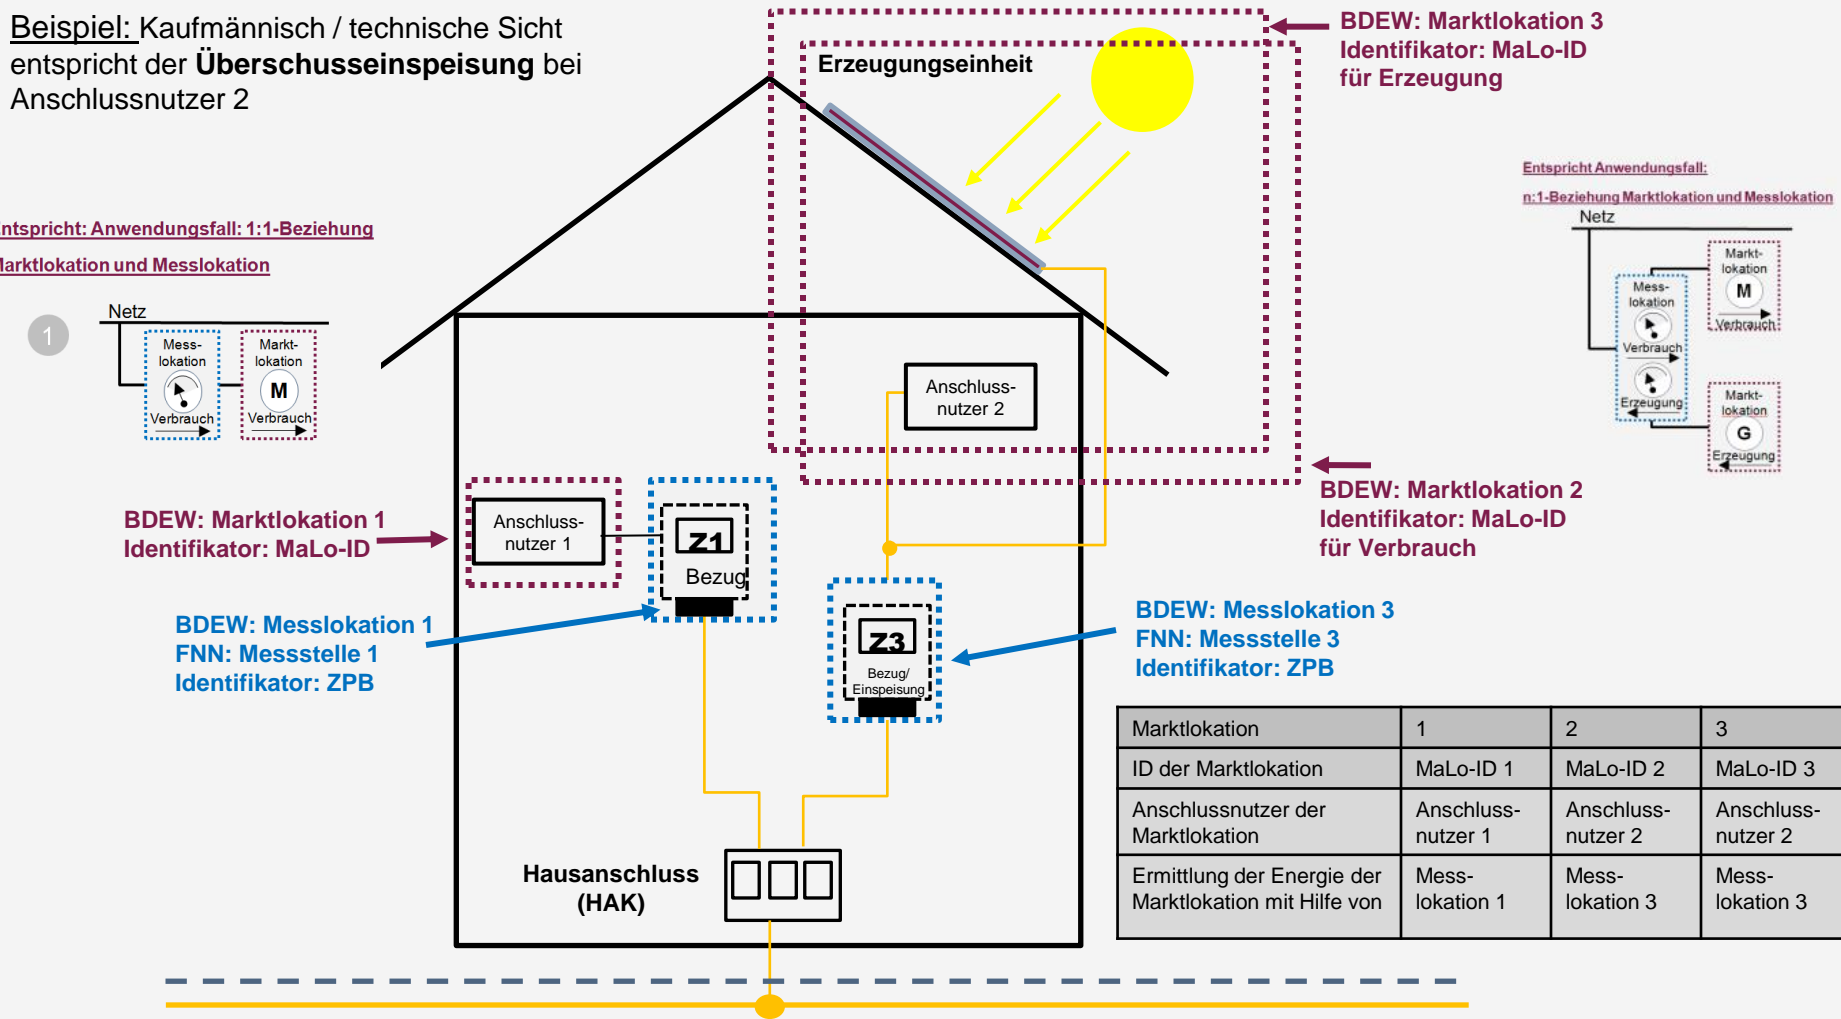 Beispiel: Kaufmännisch / technische Sicht
entspricht der Überschusseinspeisung bei
Anschlussnutzer 2
BDEW: Marktlokation 3
Identifikator: MaLo-ID
für Erzeugung
Erzeugungseinheit
Entspricht Anwendungsfall:
n:1-Beziehung Marktlokation und Messlokation
Netz
Markt-
lokation
M
Verbrauch
Mess-
lokation
Verbrauch
Erzeugung
Markt-
lokation
G
Erzeugung
Entspricht: Anwendungsfall: 1:1-Beziehung
Marktlokation und Messlokation
1
Netz
Mess-
lokation
Verbrauch
Markt-
lokation
M
Verbrauch
Anschluss-
nutzer 2
BDEW: Marktlokation 2
Identifikator: MaLo-ID
für Verbrauch
BDEW: Marktlokation 1
Identifikator: MaLo-ID
Anschluss-
nutzer 1
Z1
Bezug
BDEW: Messlokation 1
FNN: Messstelle 1
Identifikator: ZPB
Z3
Bezug/
Einspeisung
BDEW: Messlokation 3
FNN: Messstelle 3
Identifikator: ZPB
Hausanschluss
(HAK)
Marktlokation 1 2 3
ID der Marktlokation MaLo-ID 1 MaLo-ID 2 MaLo-ID 3
Anschlussnutzer der Anschluss- Anschluss- Anschluss-
Marktlokation nutzer 1 nutzer 2 nutzer 2
Ermittlung der Energie der Mess- Mess- Mess-
Marktlokation mit Hilfe von lokation 1 lokation 3 lokation 3